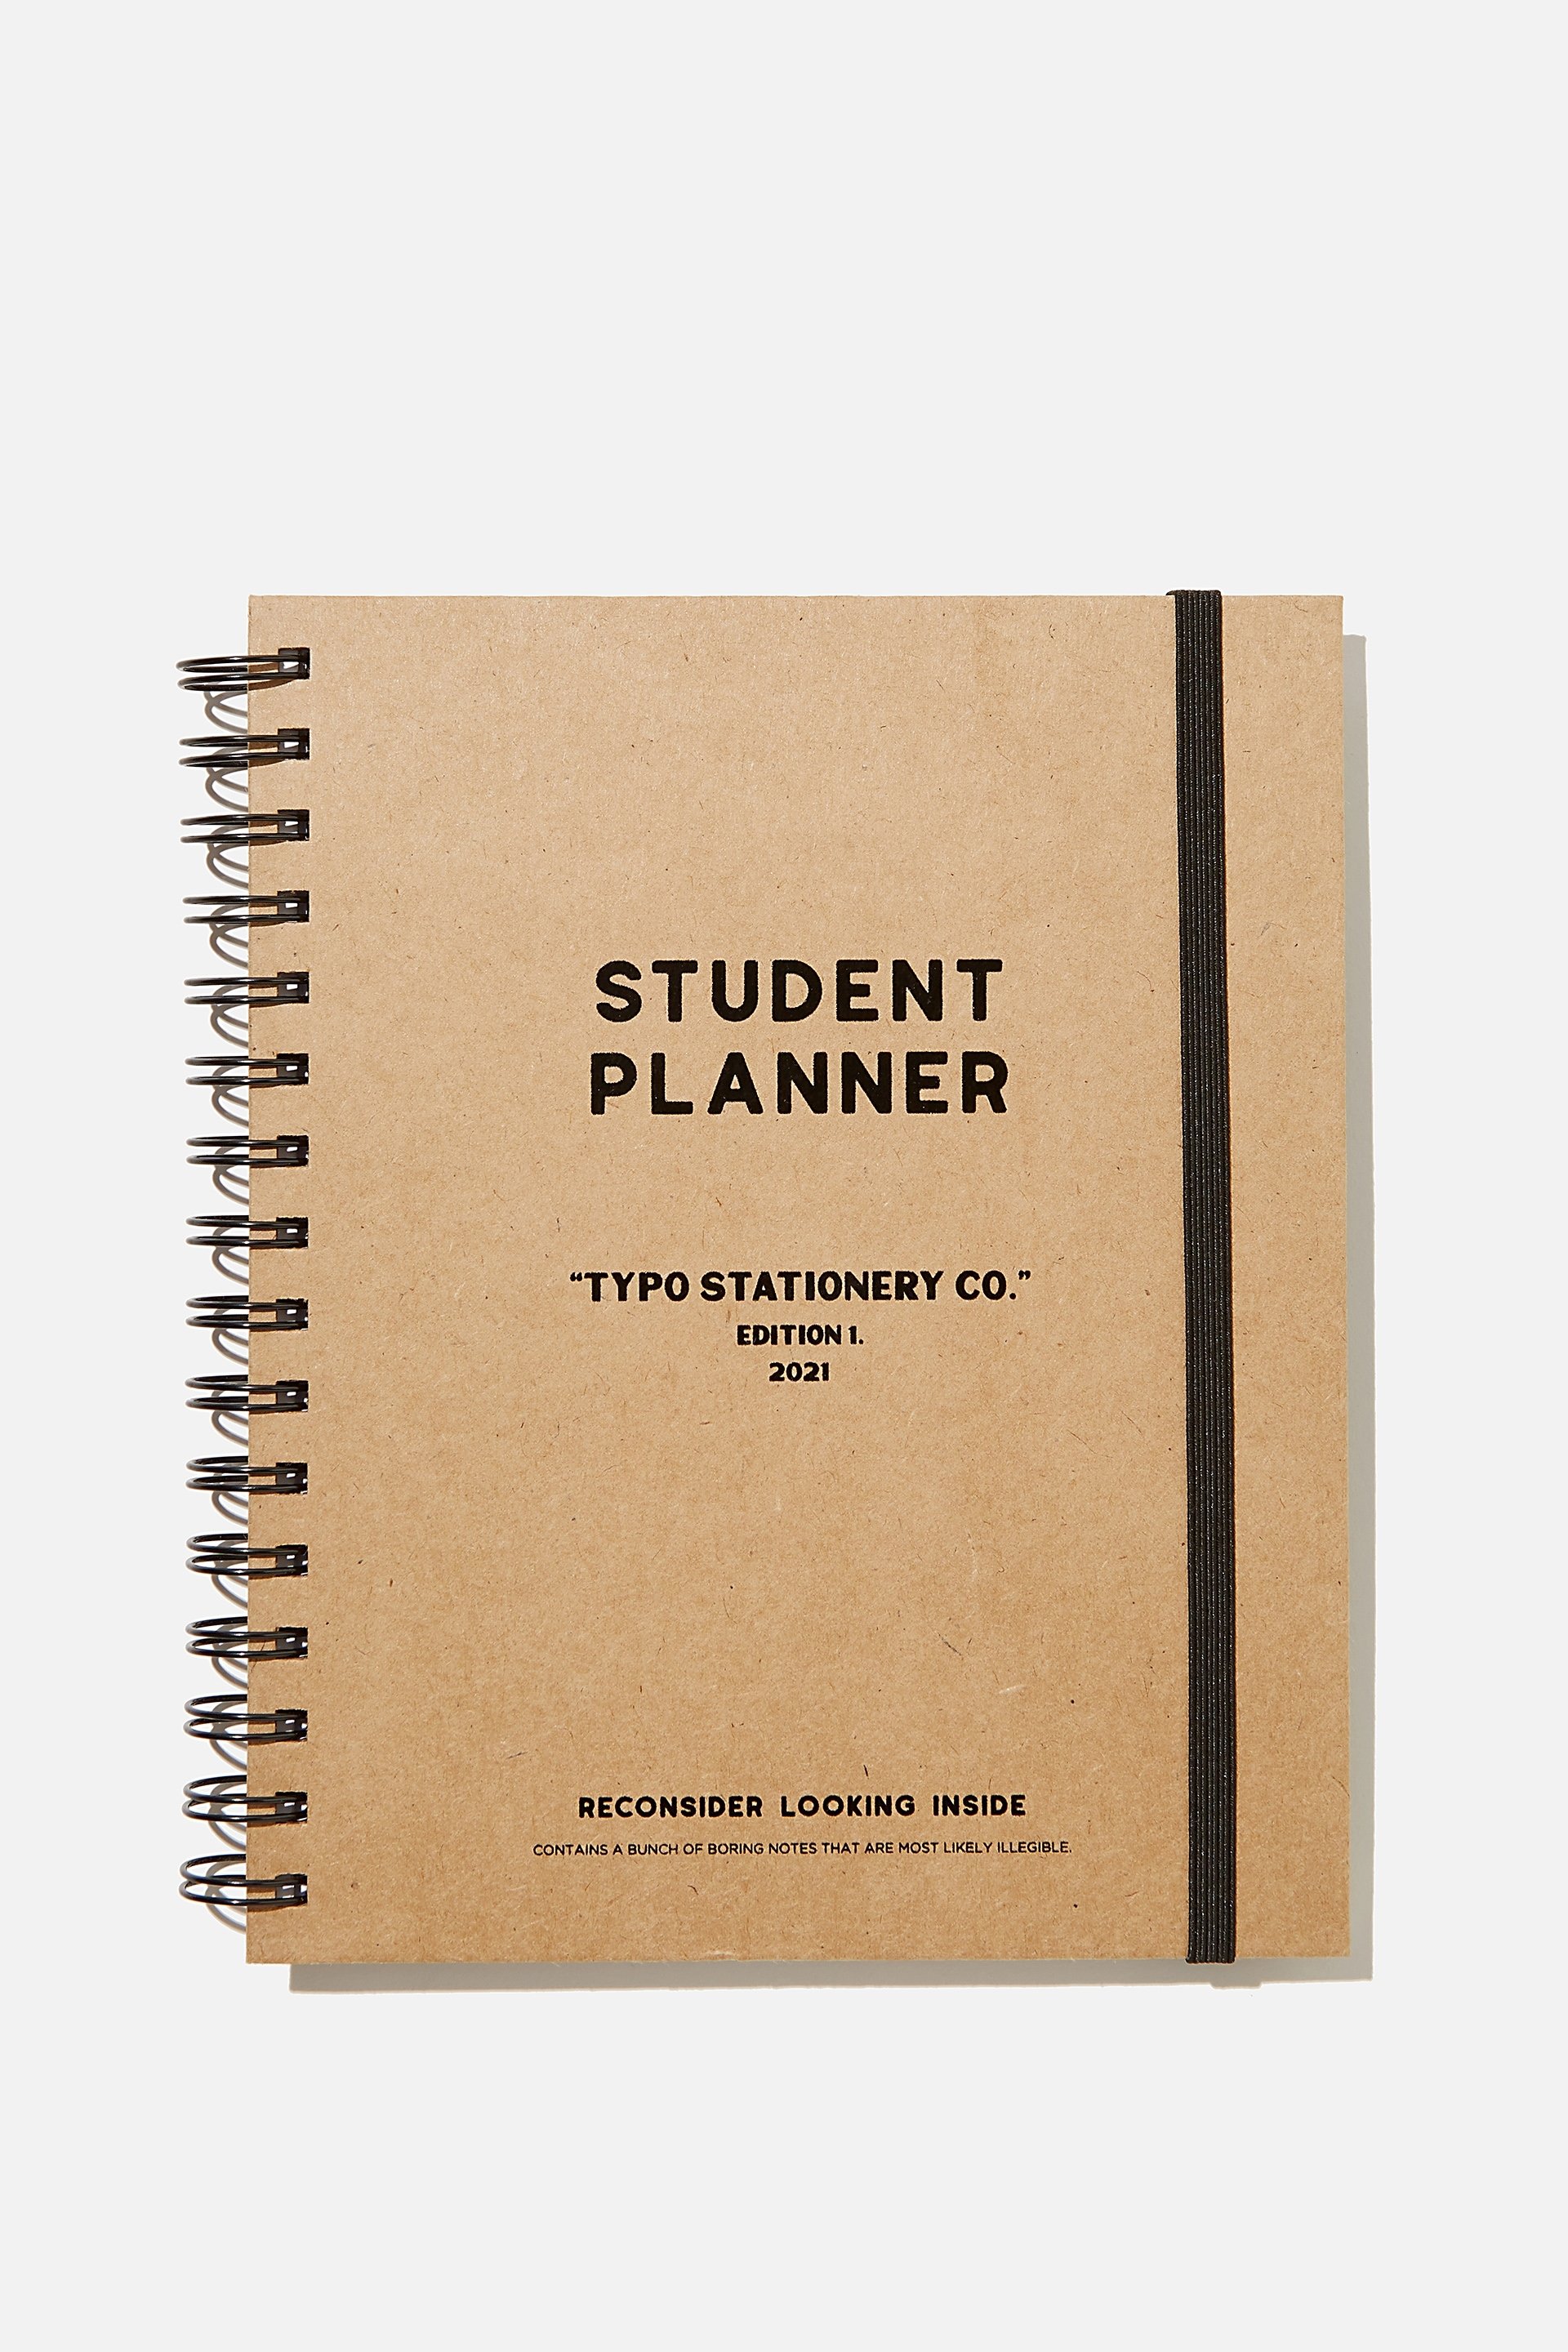 STUDENT
PLANNER
“TYPO STATIONERY CO.”
EDITION 1.
2021
RECONSIDER LOOKING INSIDE
CONTAINS A BUNCH OF BORING NOTES THAT ARE MOST LIKELY ILLEGIBLE.